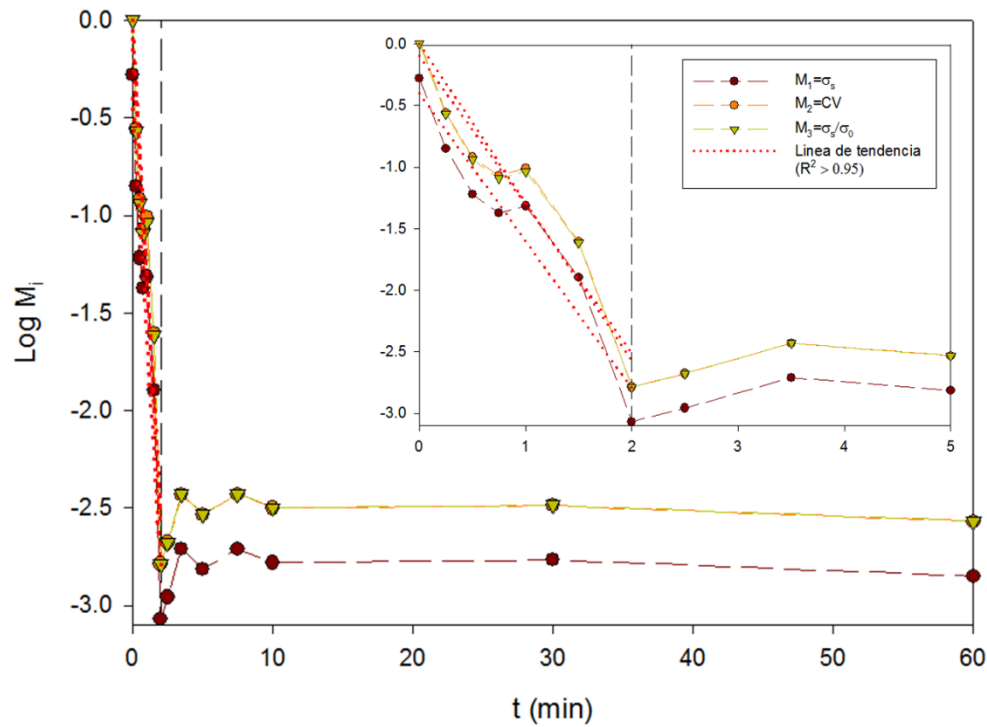 0.0
-0.5
-1.0
-1.5
-2.0
-2.5
-3.0
Log Mᵢ
0 10 20 30 40 50 60
t (min)
0.0
-0.5
-1.0
-1.5
-2.0
-2.5
-3.0
0 1 2 3 4 5
M₁=σₛ
M₂=CV
M₃=σₛ/σ₀
Linea de tendencia
(R² > 0.95)